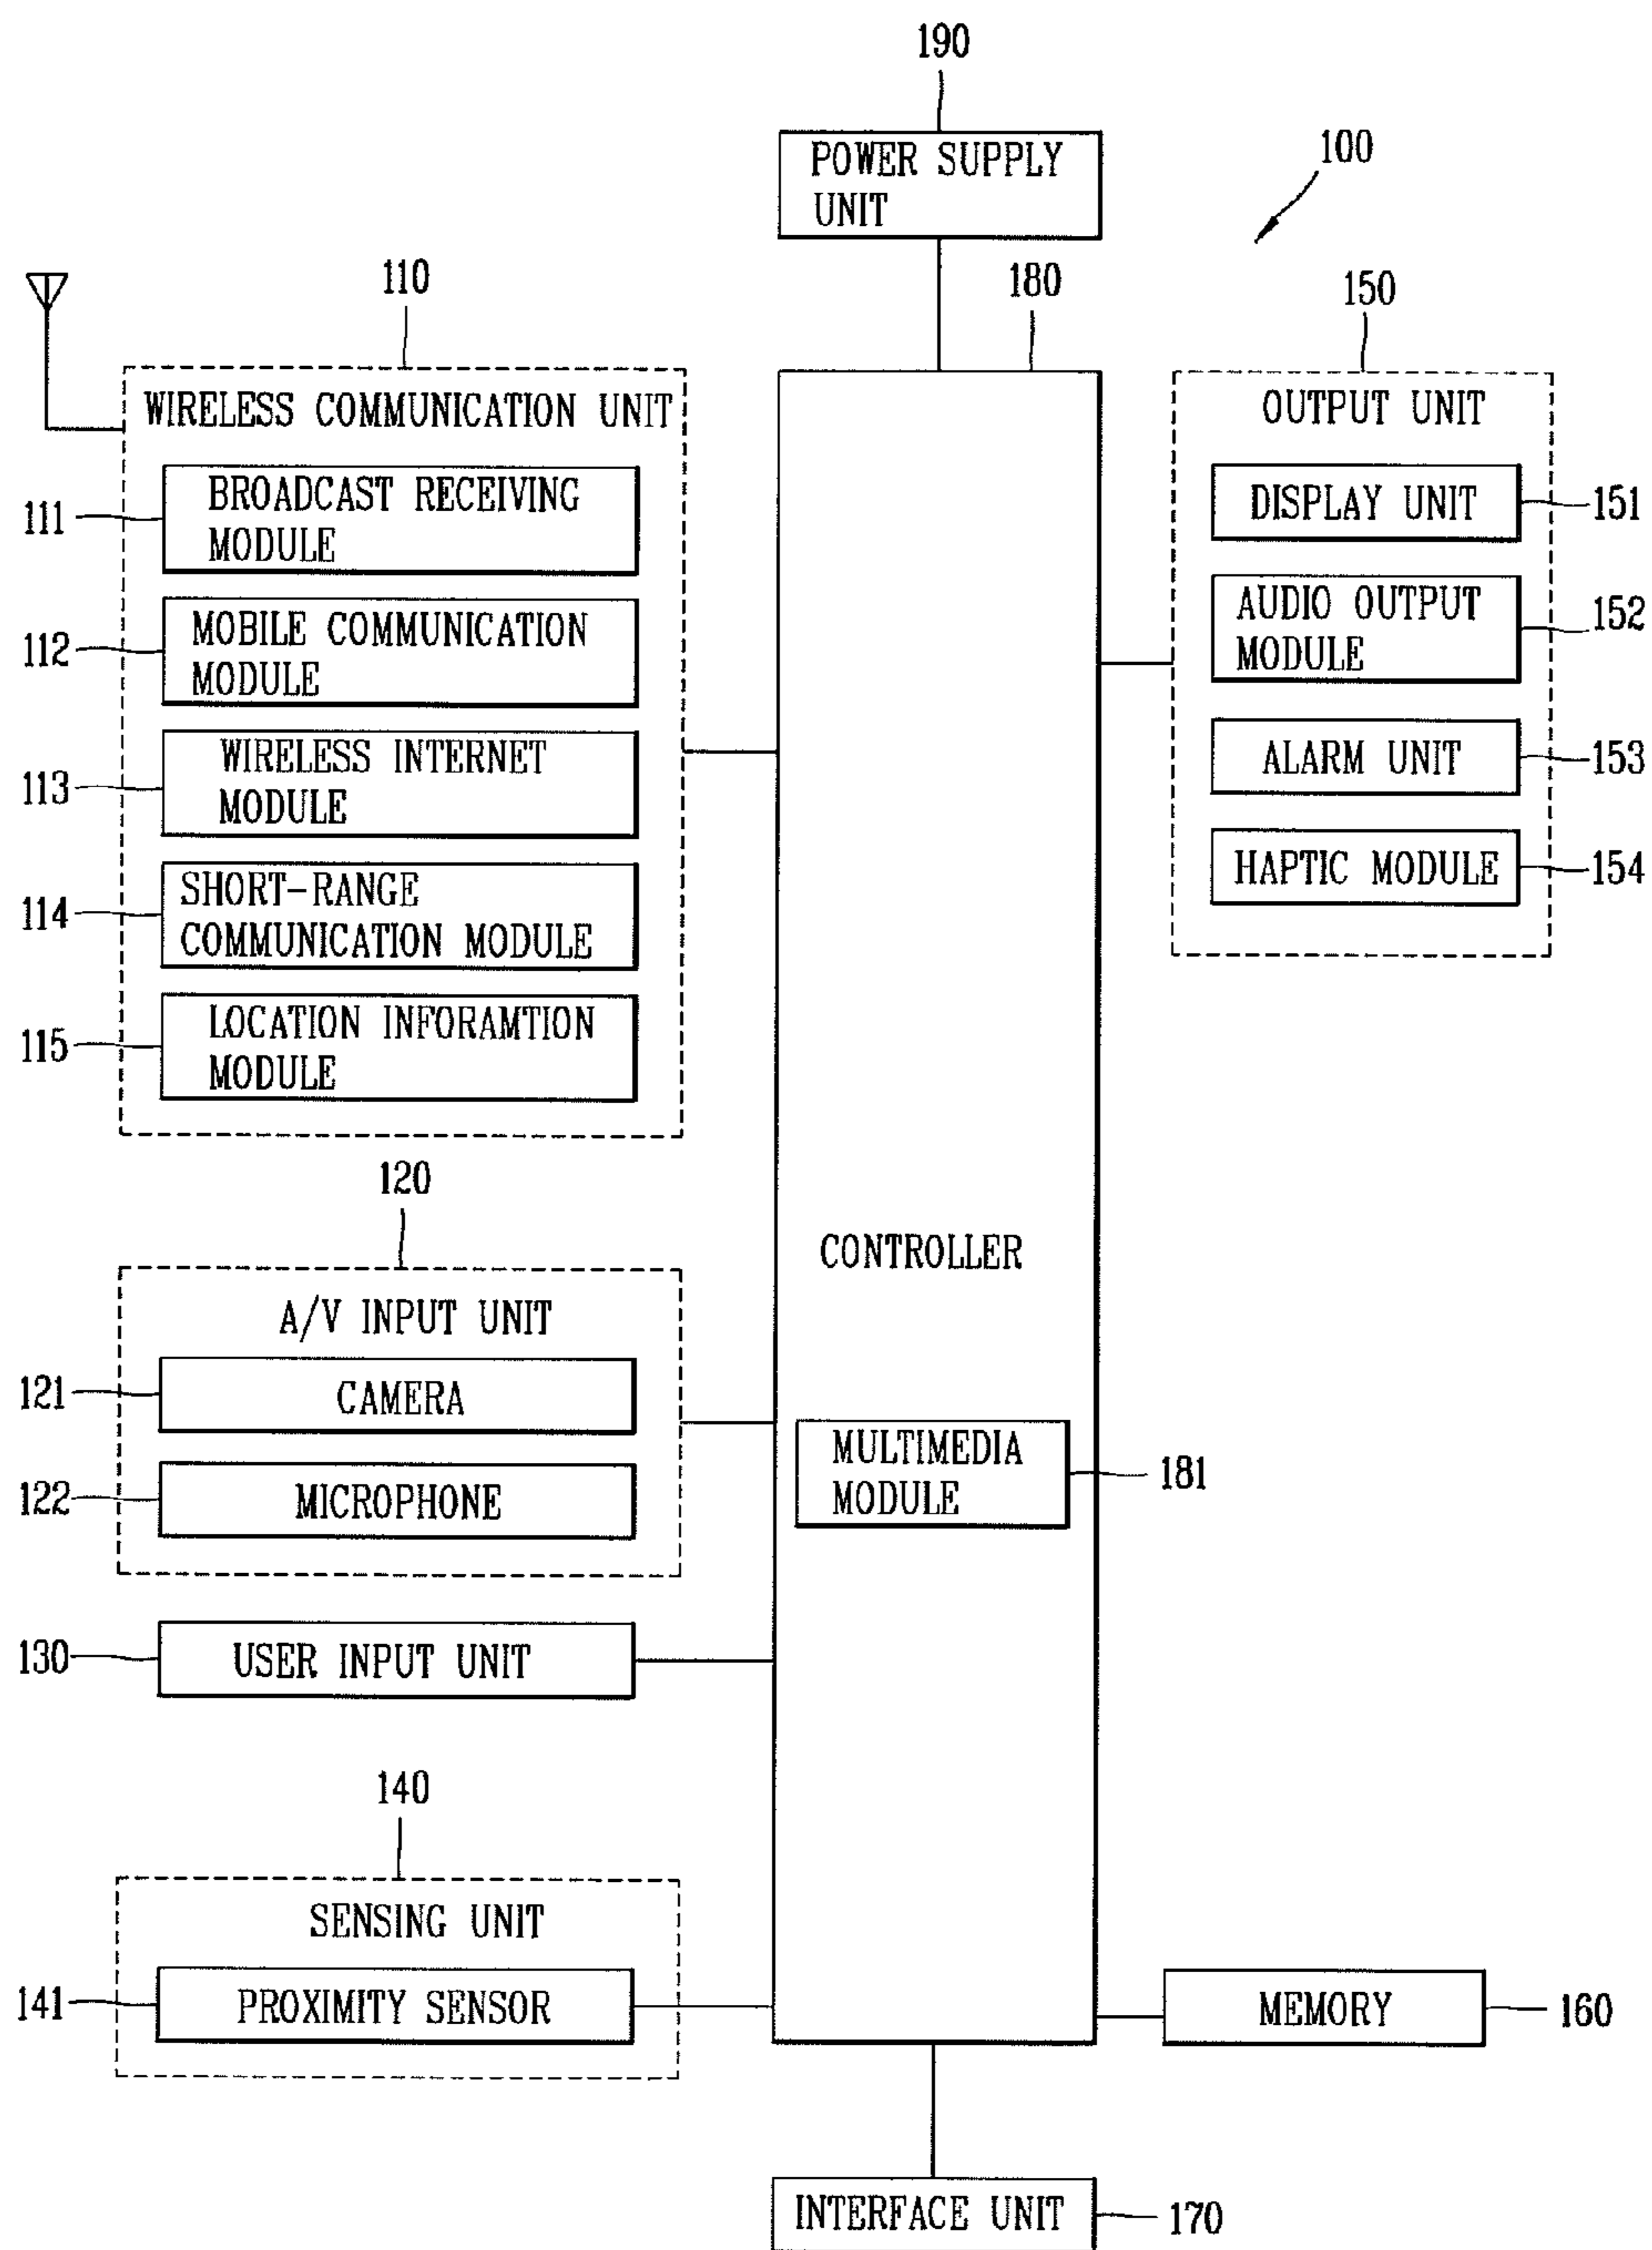 190
POWER SUPPLY
UNIT
100
110
180
150
WIRELESS COMMUNICATION UNIT
111
BROADCAST RECEIVING
MODULE
112
MOBILE COMMUNICATION
MODULE
113
WIRELESS INTERNET
MODULE
114
SHORT-RANGE
COMMUNICATION MODULE
115
LOCATION INFORAMTION
MODULE
OUTPUT UNIT
DISPLAY UNIT
151
AUDIO OUTPUT
MODULE
152
ALARM UNIT
153
HAPTIC MODULE
154
120
A/V INPUT UNIT
121
CAMERA
122
MICROPHONE
CONTROLLER
MULTIMEDIA
MODULE
181
130
USER INPUT UNIT
140
SENSING UNIT
141
PROXIMITY SENSOR
MEMORY
160
INTERFACE UNIT
170